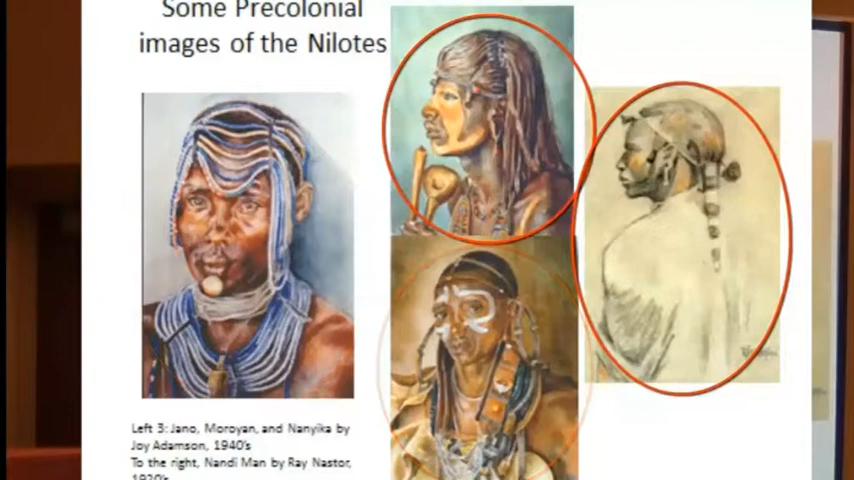 Some Precolonial
images of the Nilotes
Left 3: Jano, Moroyan, and Nanyika by
Joy Adamson, 1940's
To the right, Nandi Man by Ray Nastor,
1920's